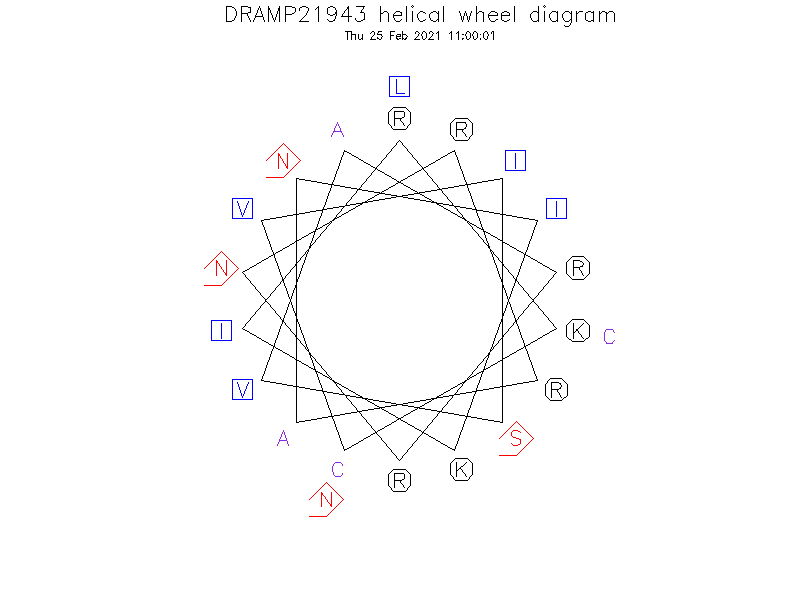 DRAMP21943 helical wheel diagram
Thu 25 Feb 2021 11:00:01
L
A R R
N I
V I
N R
I K C
V R
A S
C R K
N